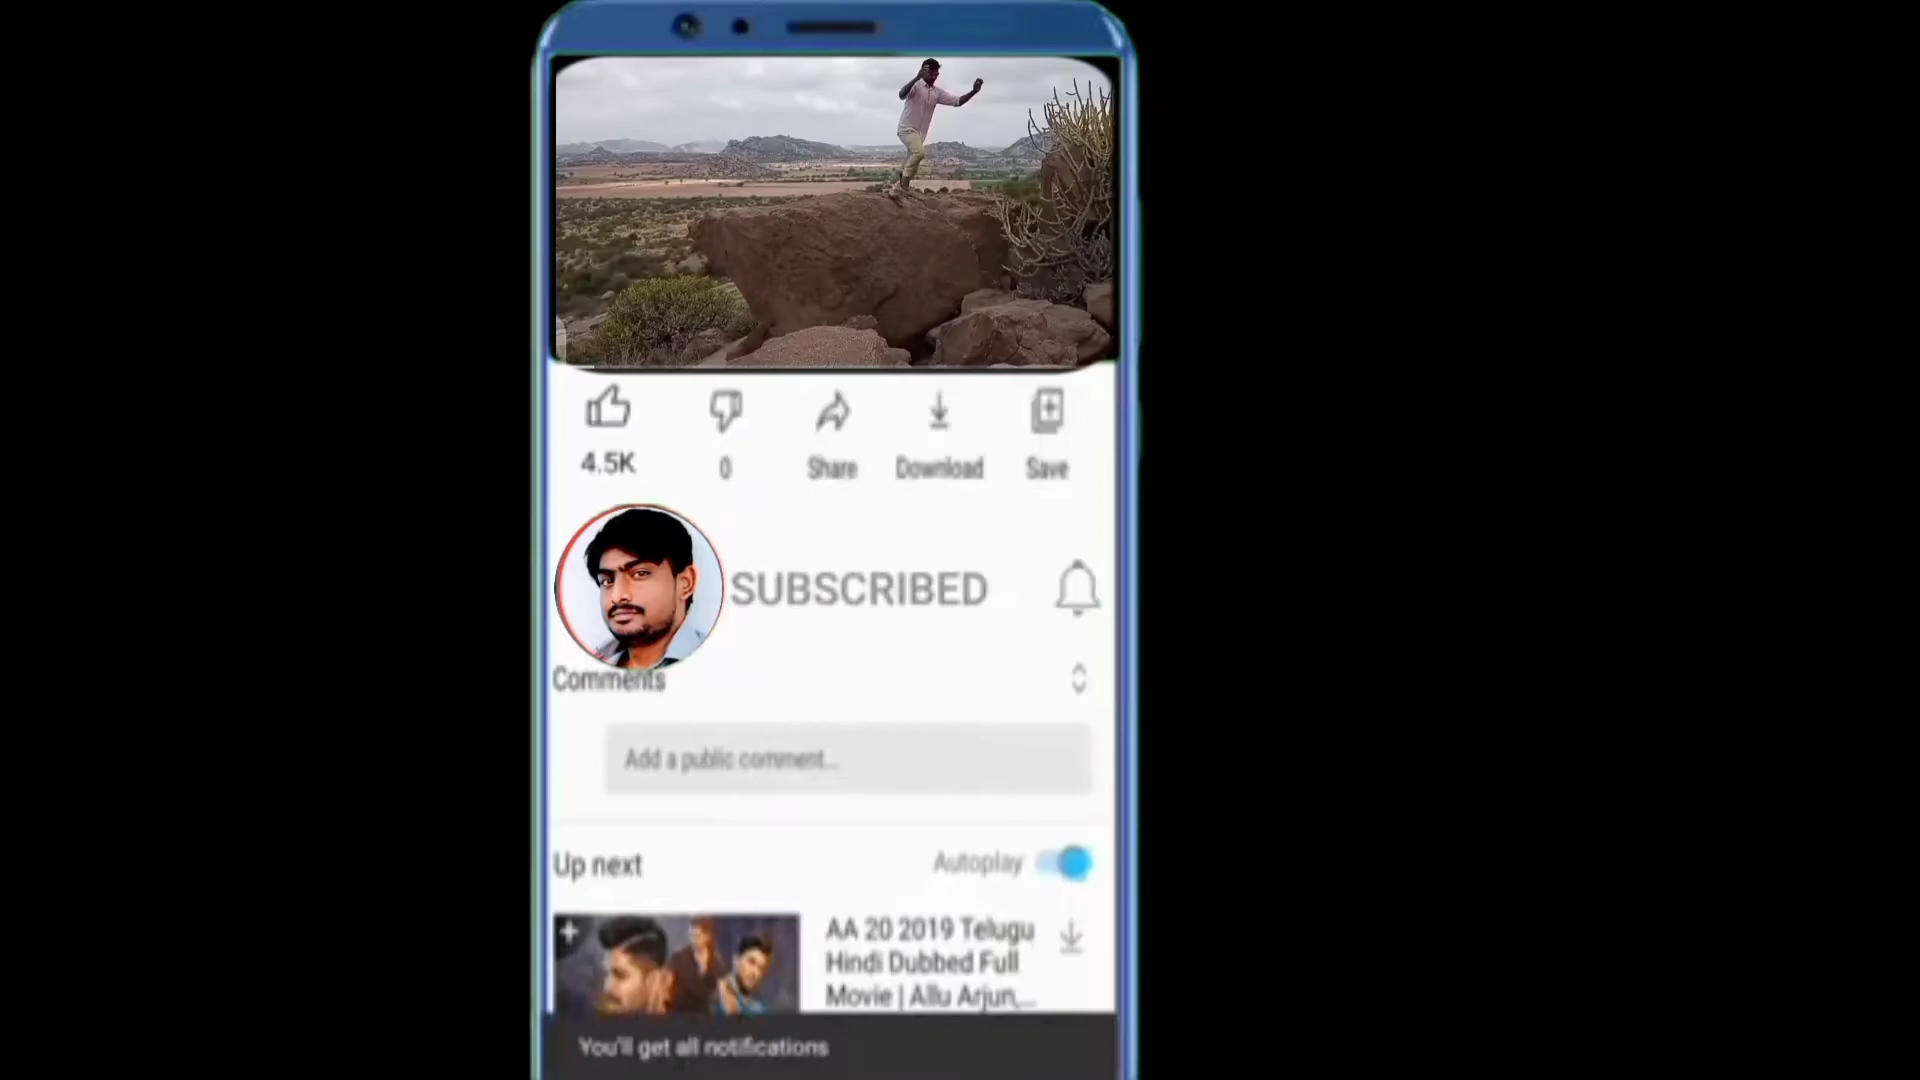 4.5K
0
Share
Download
Save
SUBSCRIBED
Comments
Add a public comment...
Up next
Autoplay
AA 20 2019 Telugu
Hindi Dubbed Full
Movie | Allu Arjun,...
You'll get all notifications